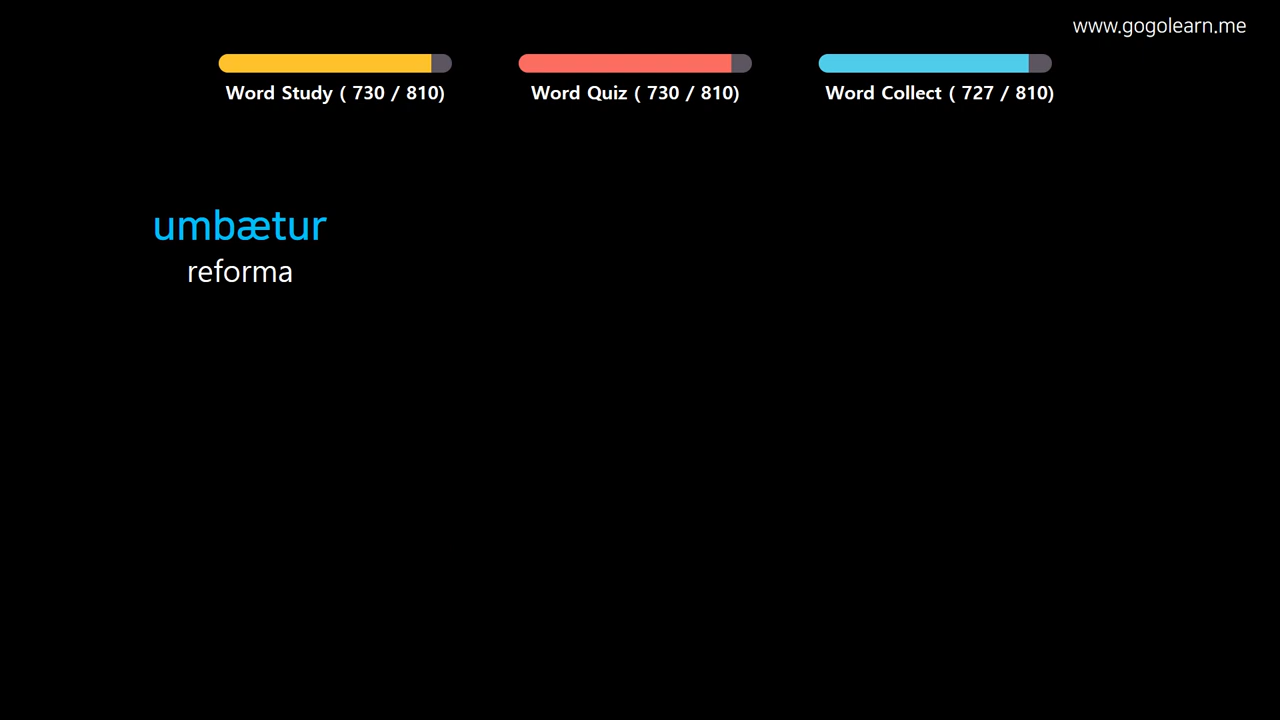 www.gogolearn.me
Word Study ( 730 / 810)
Word Quiz ( 730 / 810)
Word Collect ( 727 / 810)
umbætur
reforma